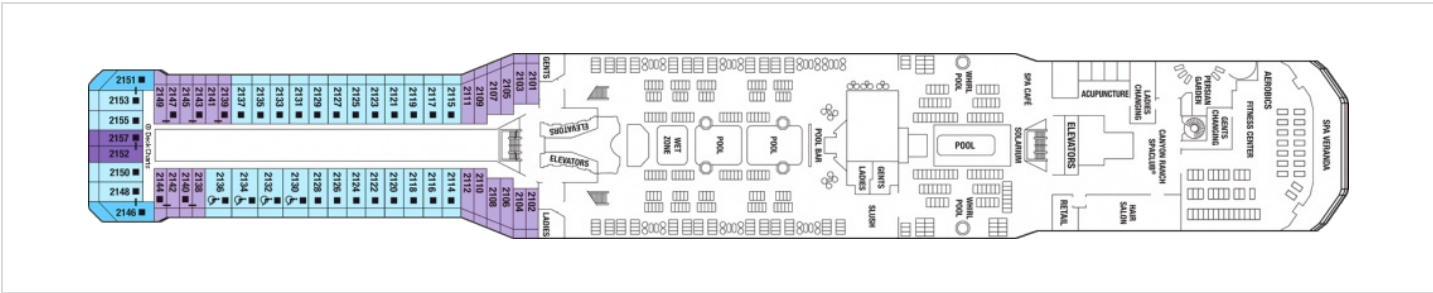 2151
2153
2155
2157
2152
2150
2148
2146
© Deck Charts
2149
2147
2145
2143
2141
2139
2137
2135
2133
2131
2129
2127
2125
2123
2121
2119
2117
2115
2111
2109
2107
2105
2103
2101
GENTS
2144
2142
2140
2138
2136
2134
2132
2130
2128
2126
2124
2122
2120
2118
2116
2114
2112
2110
2108
2106
2104
2102
LADIES
ELEVATORS
ELEVATORS
WET
ZONE
POOL
POOL
POOL BAR
LADIES
GENTS
SLUSH
WHIRL
POOL
POOL
WHIRL
POOL
SPA CAFÉ
SOLARIUM
ELEVATORS
RETAIL
HAIR
SALON
ACUPUNCTURE
LADIES
CHANGING
CANYON RANCH
SPACLUB®
PERSIAN
GARDEN
GENTS
CHANGING
FITNESS CENTER
AEROBICS
SPA VERANDA